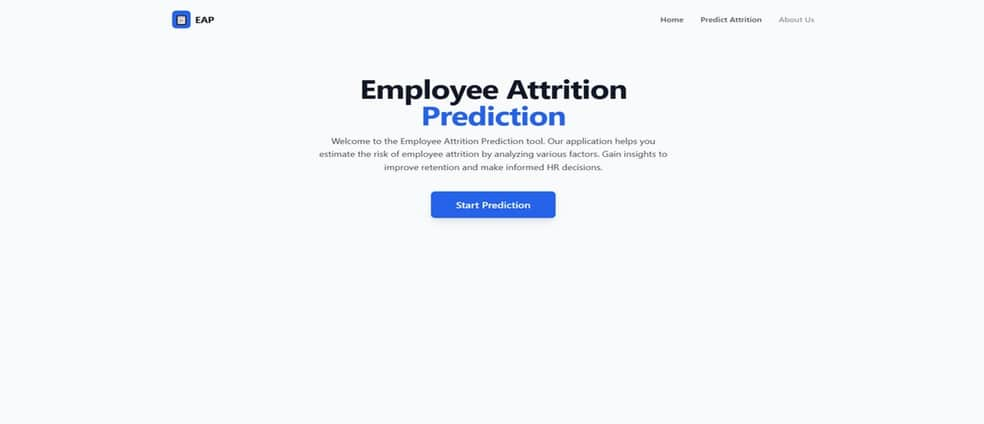 EAP
Home
Predict Attrition
About Us
Employee Attrition
Prediction
Welcome to the Employee Attrition Prediction tool. Our application helps you
estimate the risk of employee attrition by analyzing various factors. Gain insights to
improve retention and make informed HR decisions.
Start Prediction